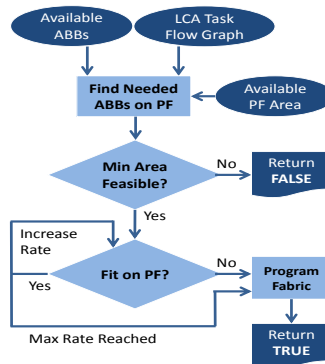 Available
ABBs
LCA Task
Flow Graph
Find Needed
ABBs on PF
Available
PF Area
Min Area
Feasible?
No
Return
FALSE
Yes
Increase
Rate
Fit on PF?
No
Yes
Program
Fabric
Max Rate Reached
Return
TRUE